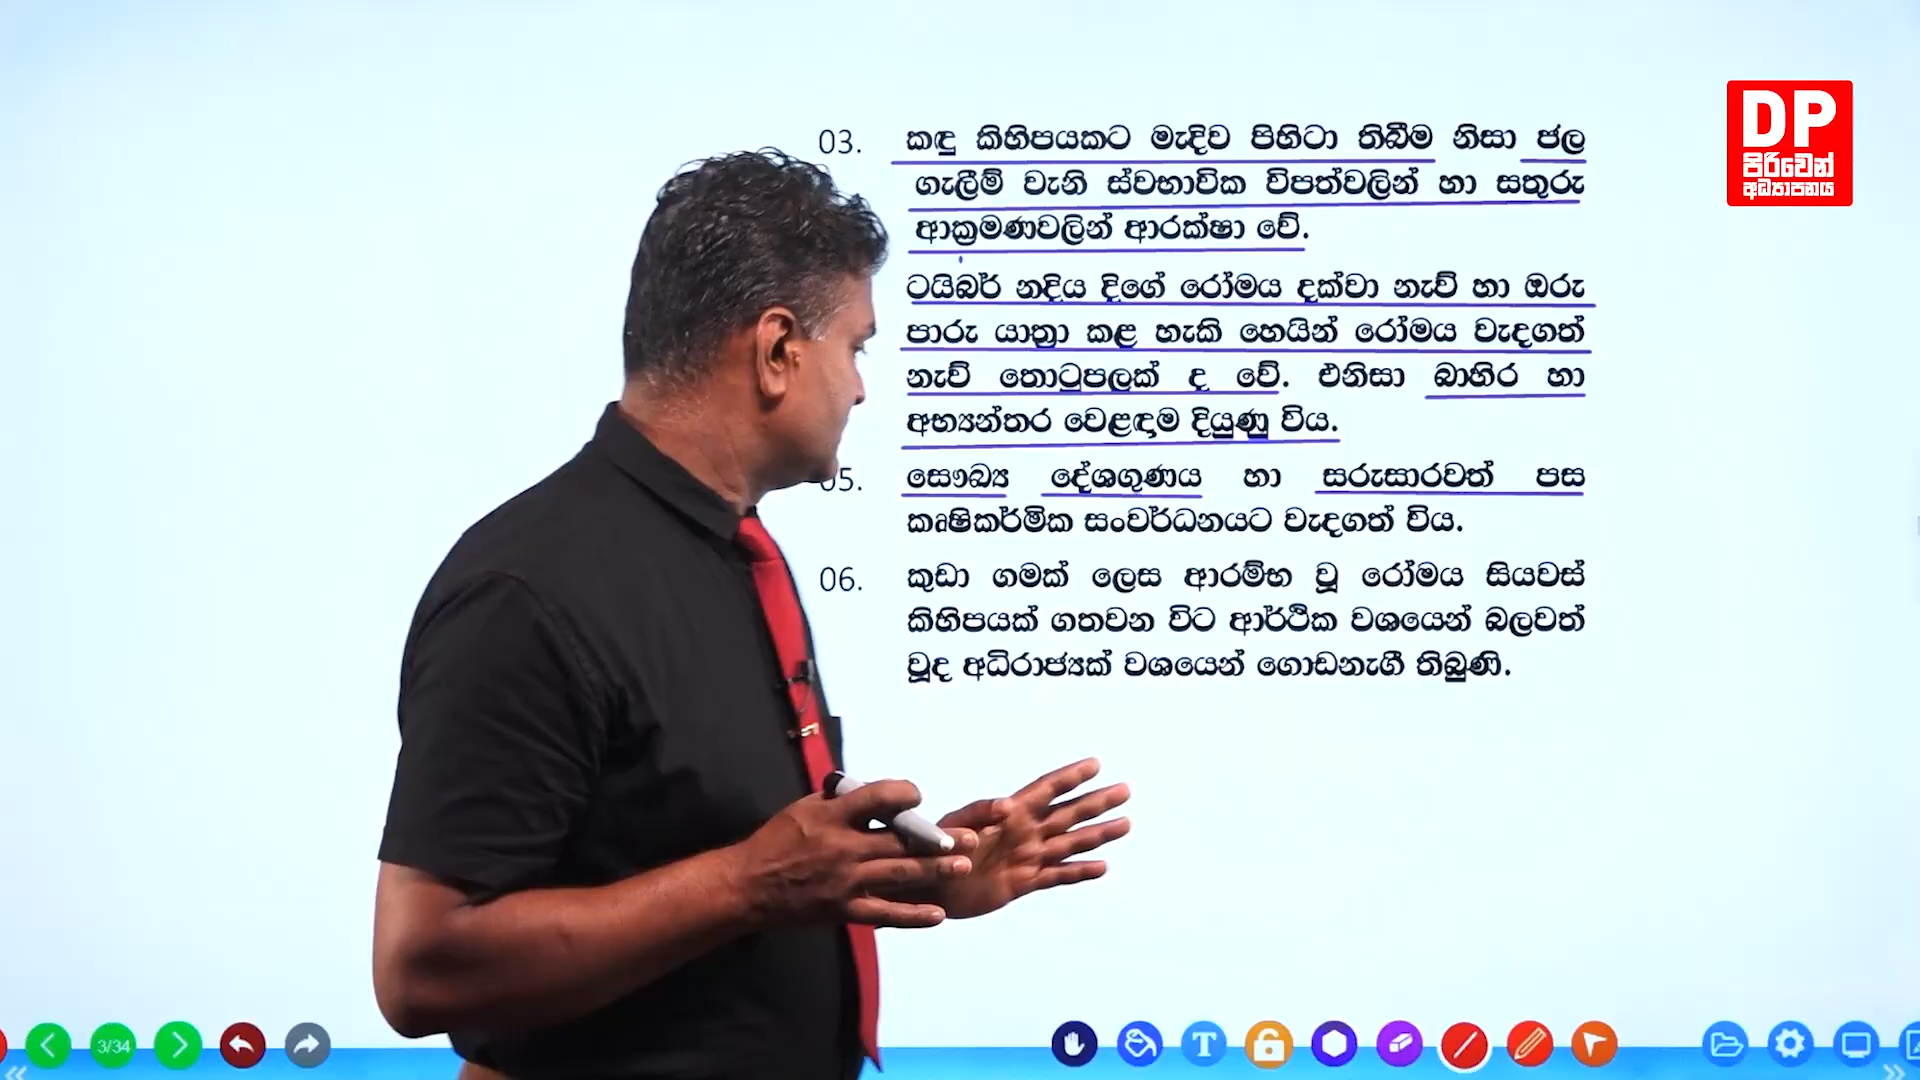 DP
පිරිවෙන්
අධ්‍යාපනය
03. කඳු කිහිපයකට මැදිව පිහිටා තිබීම නිසා ජල
ගැලීම් වැනි ස්වභාවික විපත්වලින් හා සතුරු
ආක්‍රමණවලින් ආරක්ෂා වේ.
ටයිබර් නදිය දිගේ රෝමය දක්වා නැව් හා ඔරු
පාරු යාත්‍රා කළ හැකි හෙයින් රෝමය වැදගත්
නැව් තොටුපලක් ද වේ. එනිසා බාහිර හා
අභ්‍යන්තර වෙළඳාම දියුණු විය.
05. සෞඛ්‍ය දේශගුණය හා සරුසාරවත් පස
කෘෂිකර්මික සංවර්ධනයට වැදගත් විය.
06. කුඩා ගමක් ලෙස ආරම්භ වූ රෝමය සියවස්
කිහිපයක් ගතවන විට ආර්ථික වශයෙන් බලවත්
වූද අධිරාජ්‍යක් වශයෙන් ගොඩනැගී තිබුණි.
3/34
T